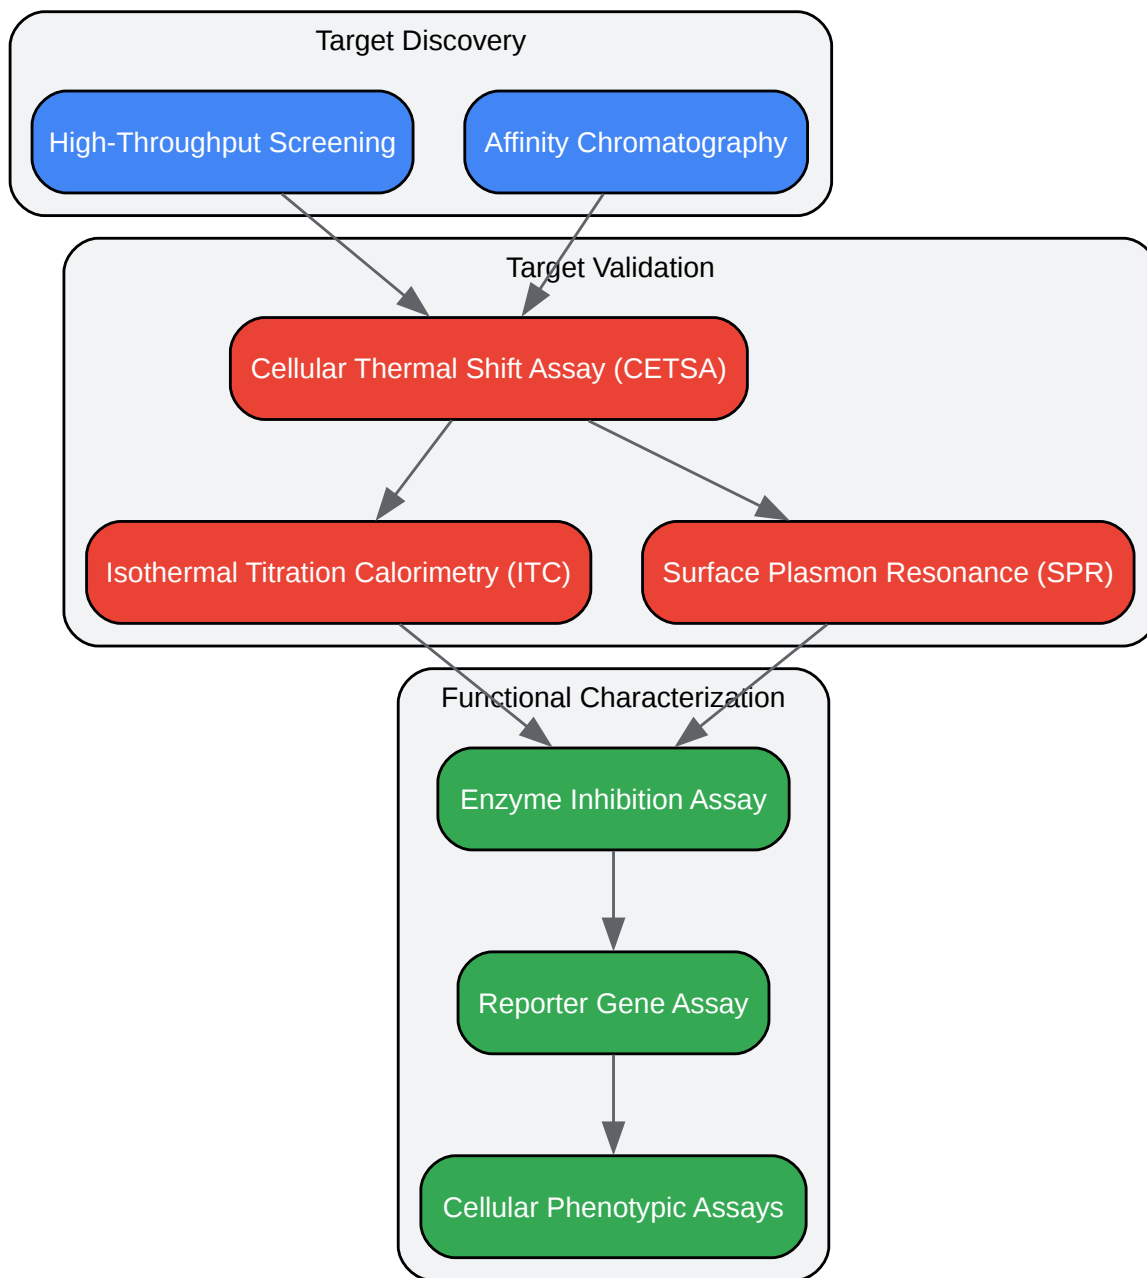 Target Discovery
High-Throughput Screening
Affinity Chromatography
Target Validation
Cellular Thermal Shift Assay (CETSA)
Isothermal Titration Calorimetry (ITC)
Surface Plasmon Resonance (SPR)
Functional Characterization
Enzyme Inhibition Assay
Reporter Gene Assay
Cellular Phenotypic Assays